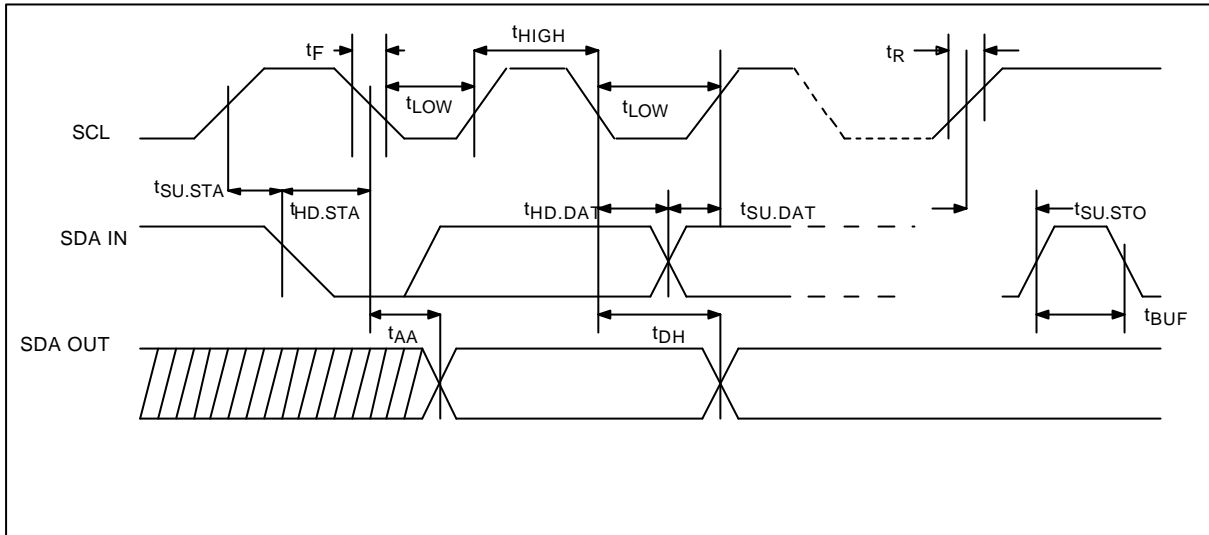 tF
tHIGH
tR
tLOW
tLOW
SCL
tSU.STA
tHD.STA
tHD.DAT
tSU.DAT
tSU.STO
SDA IN
tBUF
tAA
tDH
SDA OUT